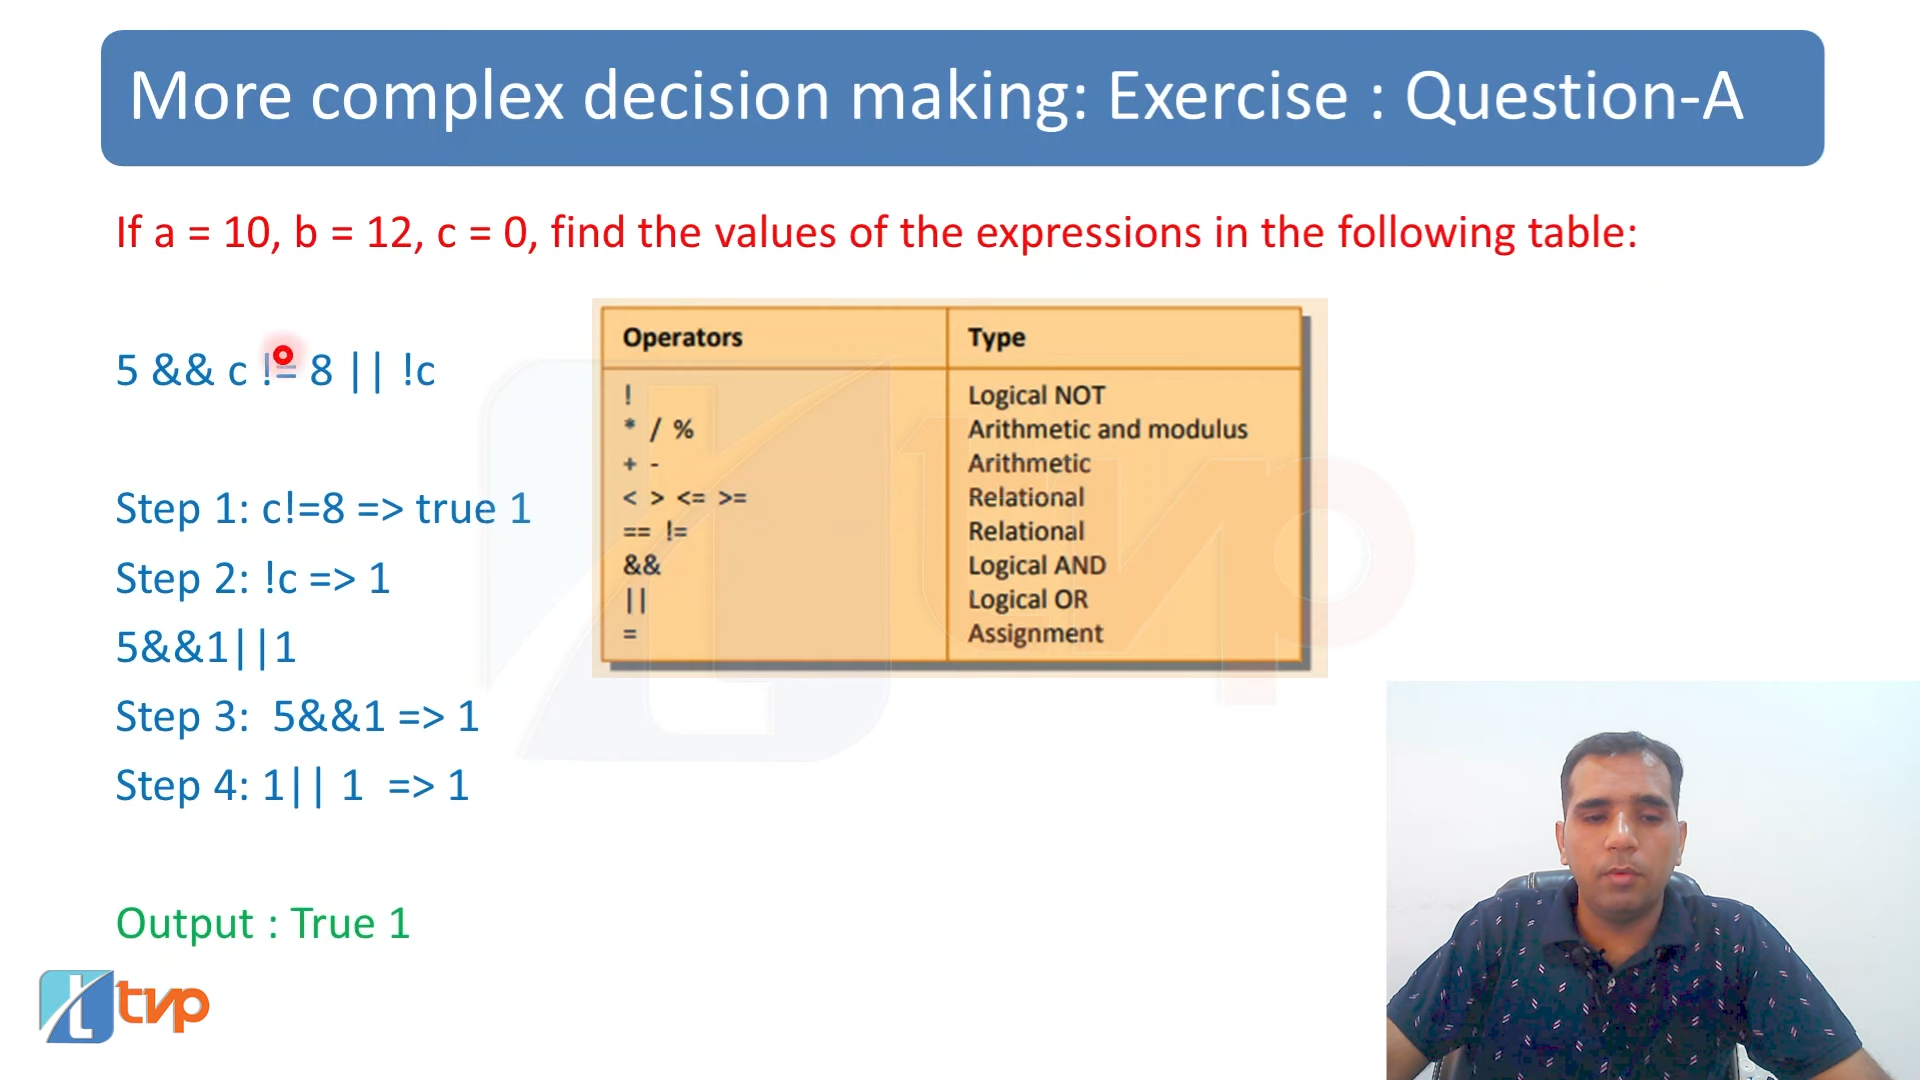 More complex decision making: Exercise : Question-A
If a = 10, b = 12, c = 0, find the values of the expressions in the following table:
5 && c != 8 || !c
Step 1: c!=8 => true 1
Step 2: !c => 1
5&&1||1
Step 3: 5&&1 => 1
Step 4: 1|| 1 => 1
Output : True 1
Operators Type
! Logical NOT
* / % Arithmetic and modulus
+ - Arithmetic
< > <= >= Relational
== != Relational
&& Logical AND
|| Logical OR
= Assignment
tvp